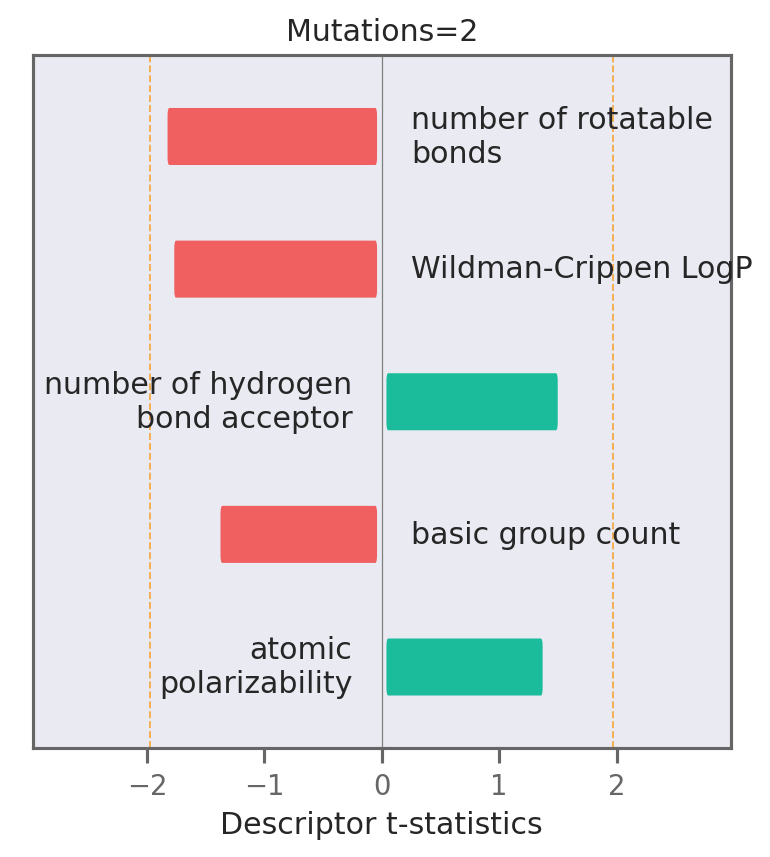 Mutations=2
number of rotatable
bonds
Wildman-Crippen LogP
number of hydrogen
bond acceptor
basic group count
atomic
polarizability
−2 −1 0 1 2
Descriptor t-statistics